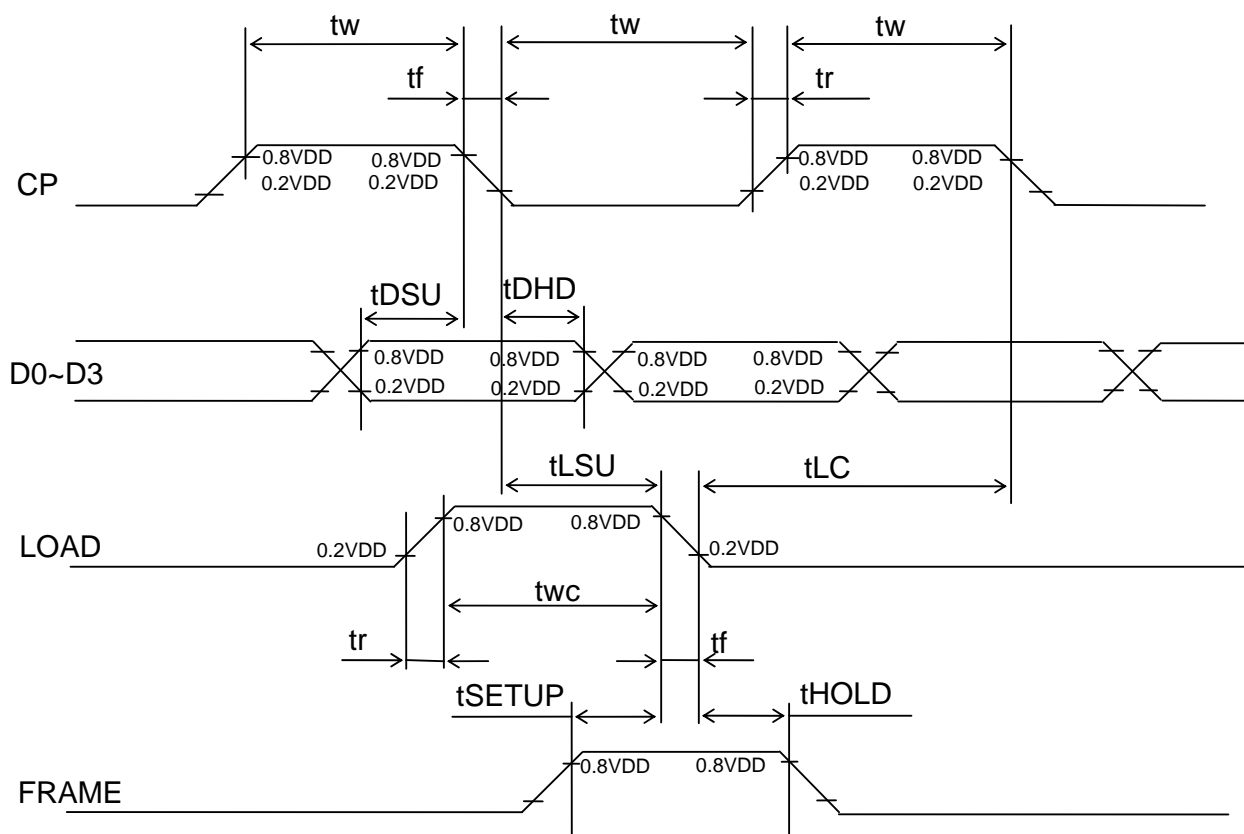 tw tw tw
tf tr
0.8VDD 0.8VDD 0.8VDD 0.8VDD
CP 0.2VDD 0.2VDD 0.2VDD 0.2VDD
tDSU tDHD
0.8VDD 0.8VDD 0.8VDD 0.8VDD
D0~D3
0.2VDD 0.2VDD 0.2VDD 0.2VDD
tLSU tLC
0.8VDD 0.8VDD
LOAD 0.2VDD 0.2VDD
twc
tr tf
tSETUP tHOLD
0.8VDD 0.8VDD
FRAME